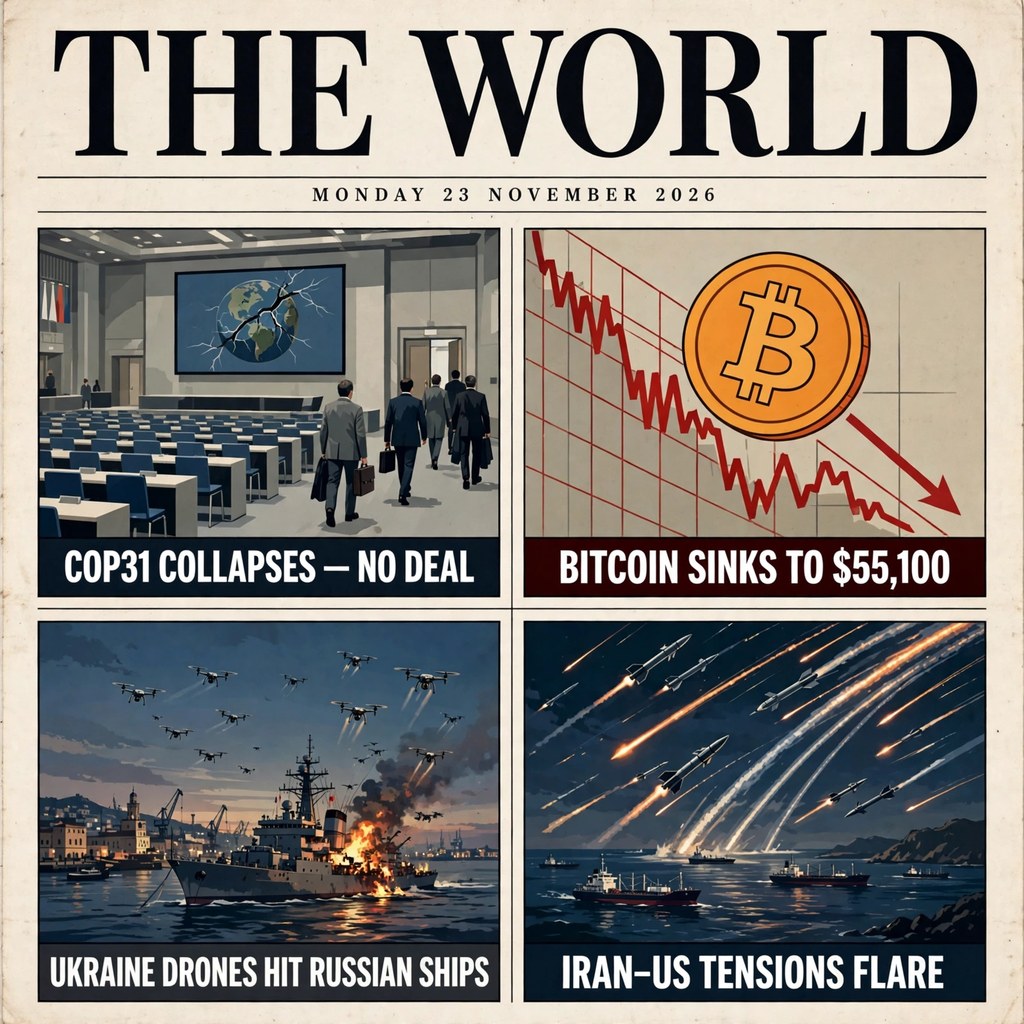 THE WORLD
MONDAY 23 NOVEMBER 2026
COP31 COLLAPSES — NO DEAL
BITCOIN SINKS TO $55,100
UKRAINE DRONES HIT RUSSIAN SHIPS
IRAN–US TENSIONS FLARE